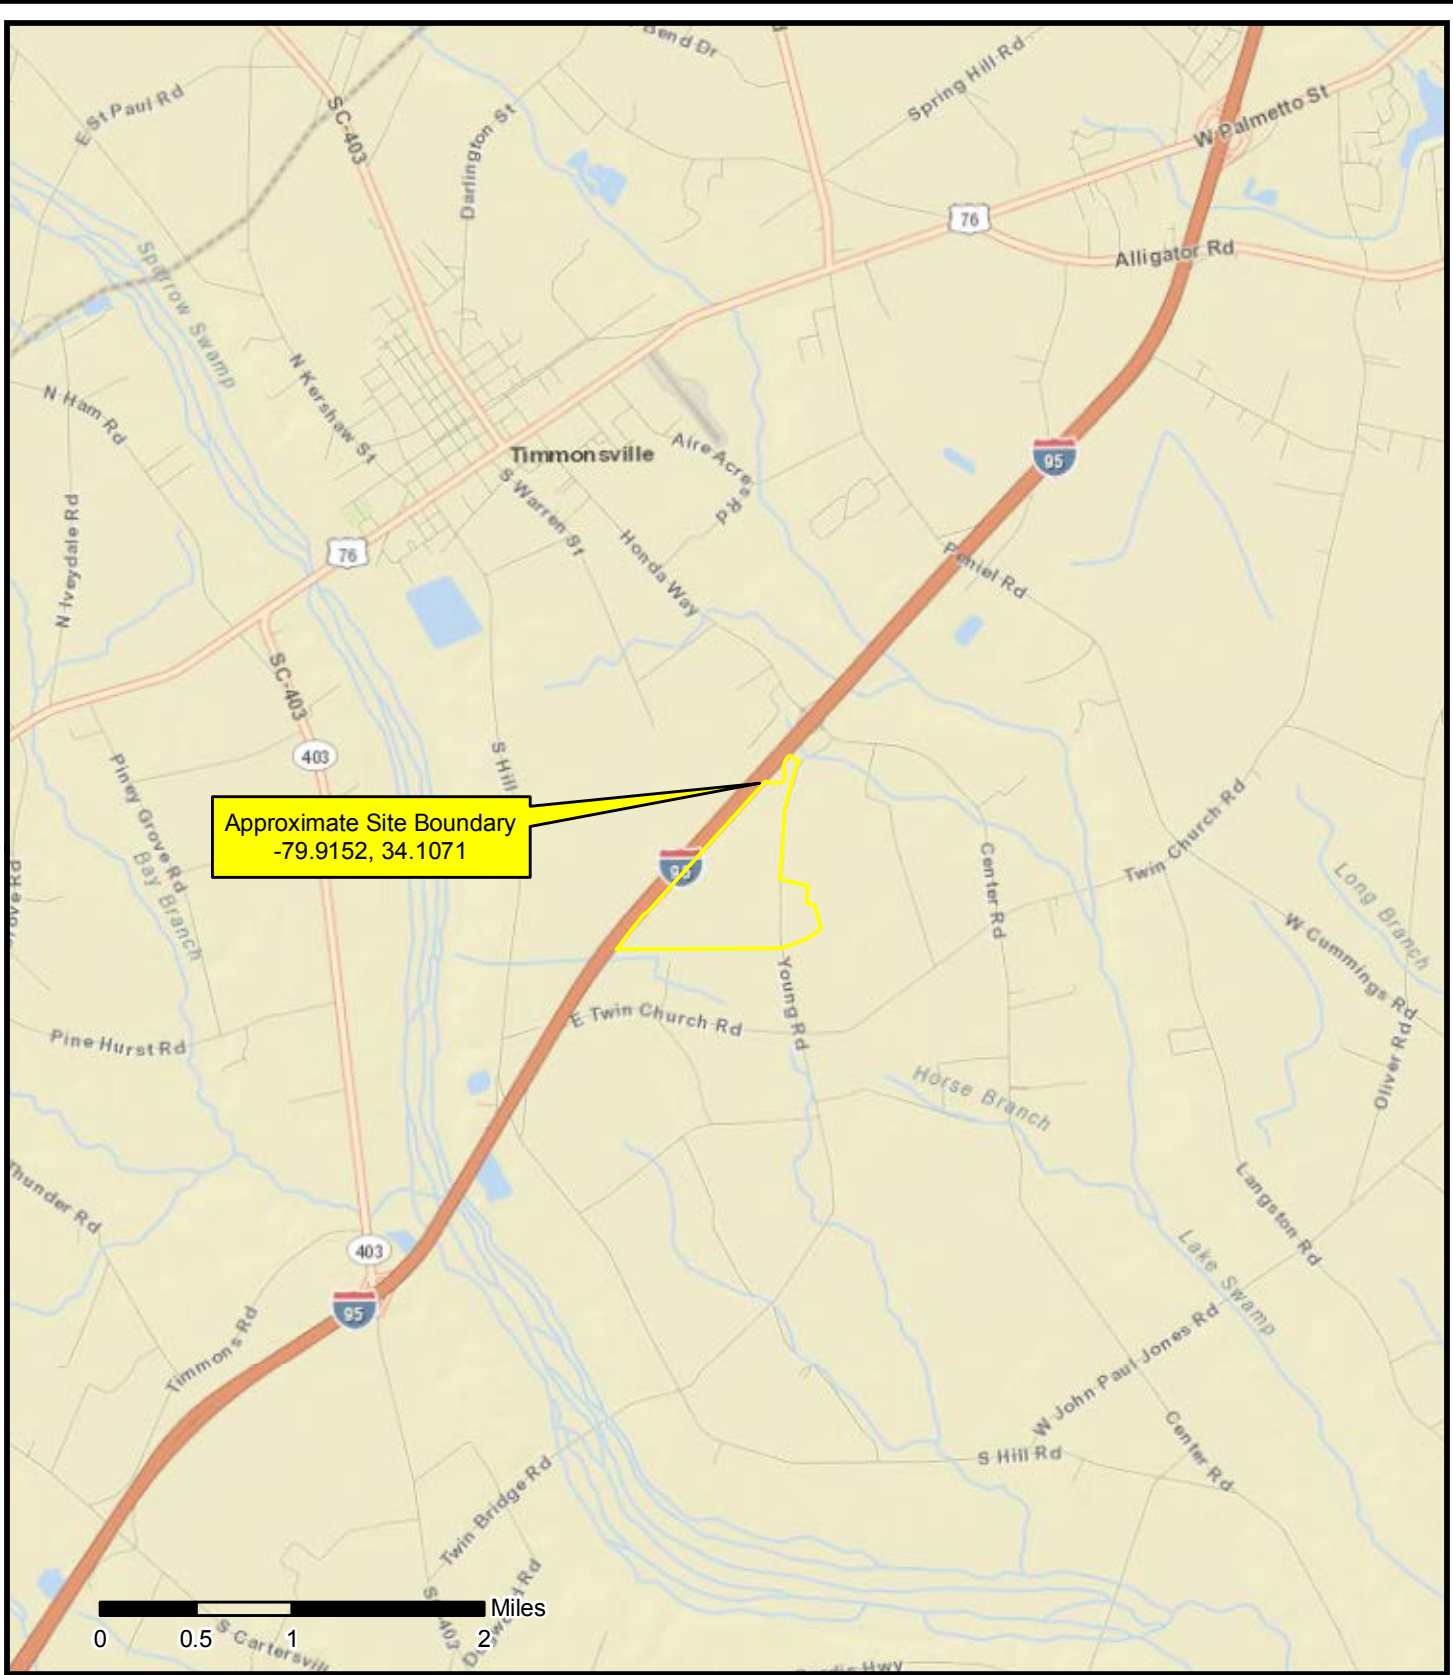 Bend Dr
Spring Hill Rd
E St Paul Rd
SC-403
Darlington St
W Palmetto St
76
Alligator Rd
Sparrow Swamp
N Kershaw St
N Ham Rd
Timmonsville
Aire Acres Rd
95
S Warren St
N Iveydale Rd
76
Honda Way
Peniel Rd
SC-403
403
S Hill
Piney Grove Rd
Approximate Site Boundary
-79.9152, 34.1071
Bay Branch
95
Center Rd
Twin Church Rd
Long Branch
W Cummings Rd
Young Rd
E Twin Church Rd
Pine Hurst Rd
Horse Branch
Oliver Rd
Thunder Rd
Langston Rd
403
Lake Swamp
95
Timmons Rd
W John Paul Jones Rd
Center Rd
S Hill Rd
Twin Bridge Rd
Miles
0 0.5 1 2